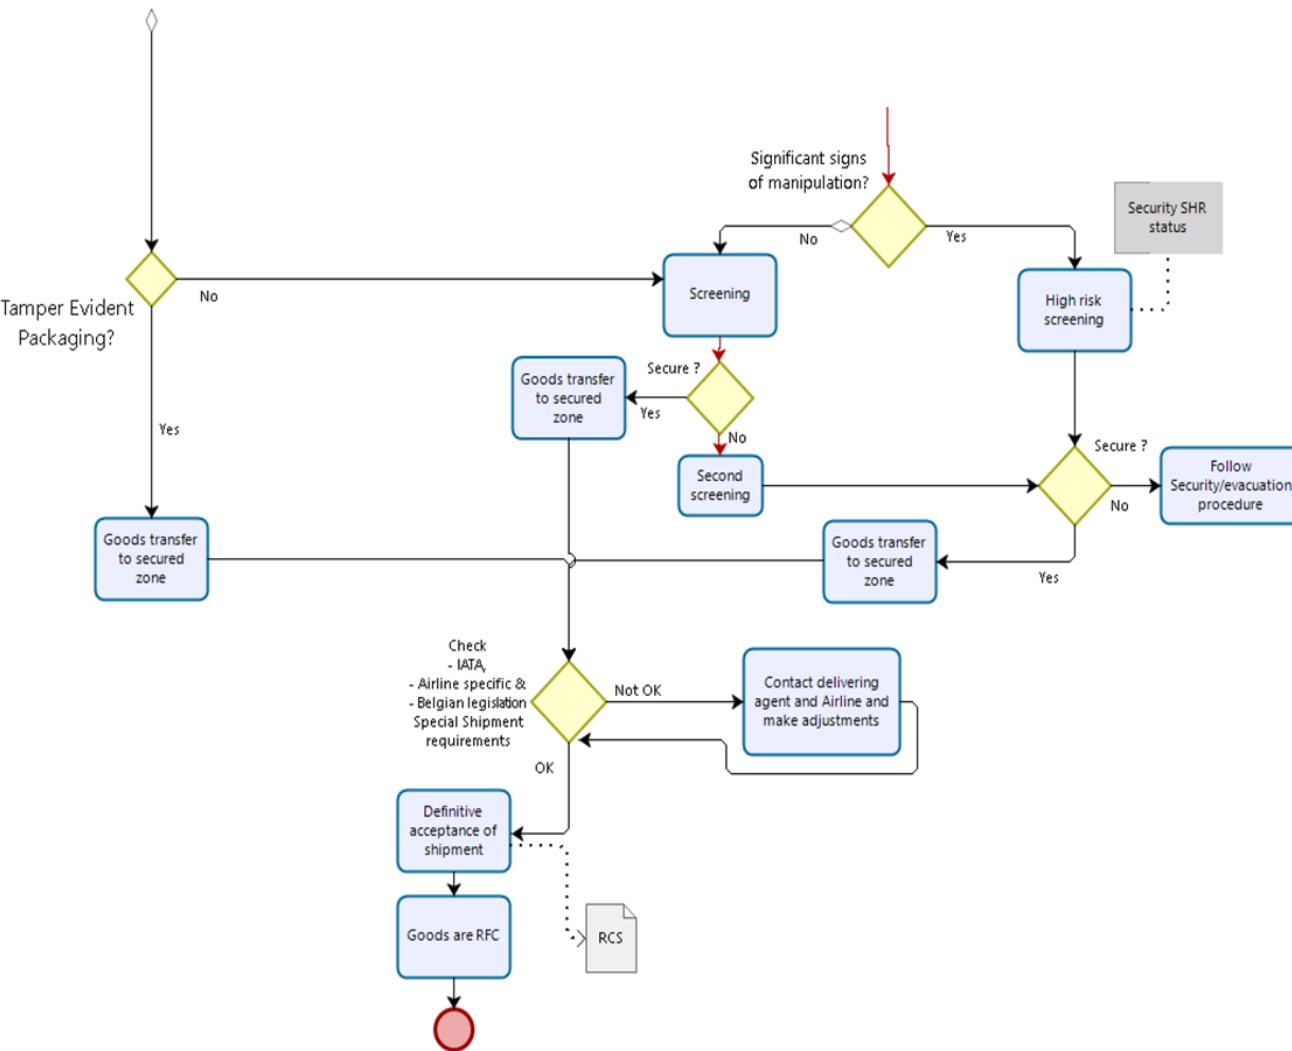 Significant signs
of manipulation?
Security SHR
status
No
Yes
Screening
High risk
screening
No
Tamper Evident
Packaging?
Secure ?
Goods transfer
to secured
zone
Yes
No
Yes
Second
screening
Secure ?
Follow
Security/evacuation
procedure
No
Goods transfer
to secured
zone
Goods transfer
to secured
zone
Yes
Check
- IATA,
- Airline specific &
- Belgian legislation
Special Shipment
requirements
Not OK
Contact delivering
agent and Airline and
make adjustments
OK
Definitive
acceptance of
shipment
Goods are RFC
RCS